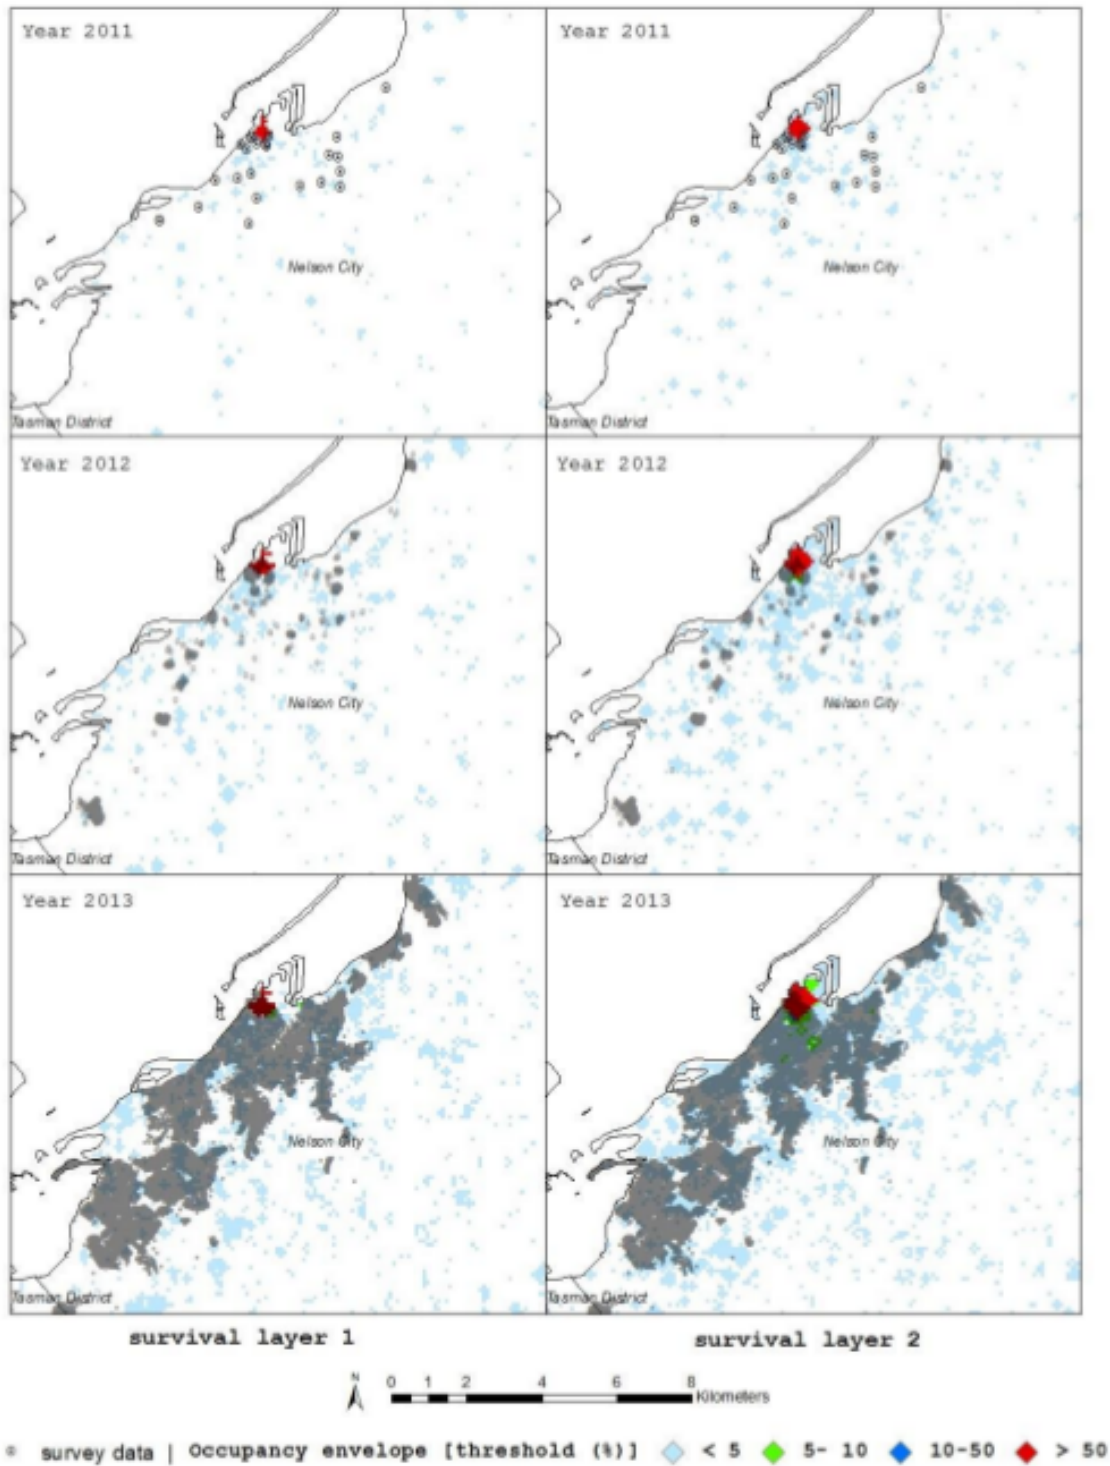 Year 2011
Year 2011
Nelson City
Nelson City
Tasman District
Tasman District
Year 2012
Year 2012
Nelson City
Nelson City
Tasman District
Tasman District
Year 2013
Year 2013
Nelson City
Nelson City
Tasman District
Tasman District
survival layer 1
survival layer 2
N
0 1 2 4 6 8
Kilometers
survey data | Occupancy envelope [threshold (%)] < 5 5- 10 10-50 > 50